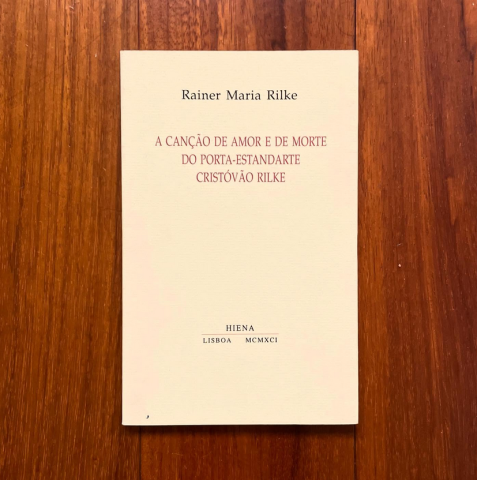 Rainer Maria Rilke
A CANÇÃO DE AMOR E DE MORTE
DO PORTA-ESTANDARTE
CRISTÓVÃO RILKE
HIENA
LISBOA MCMXCI